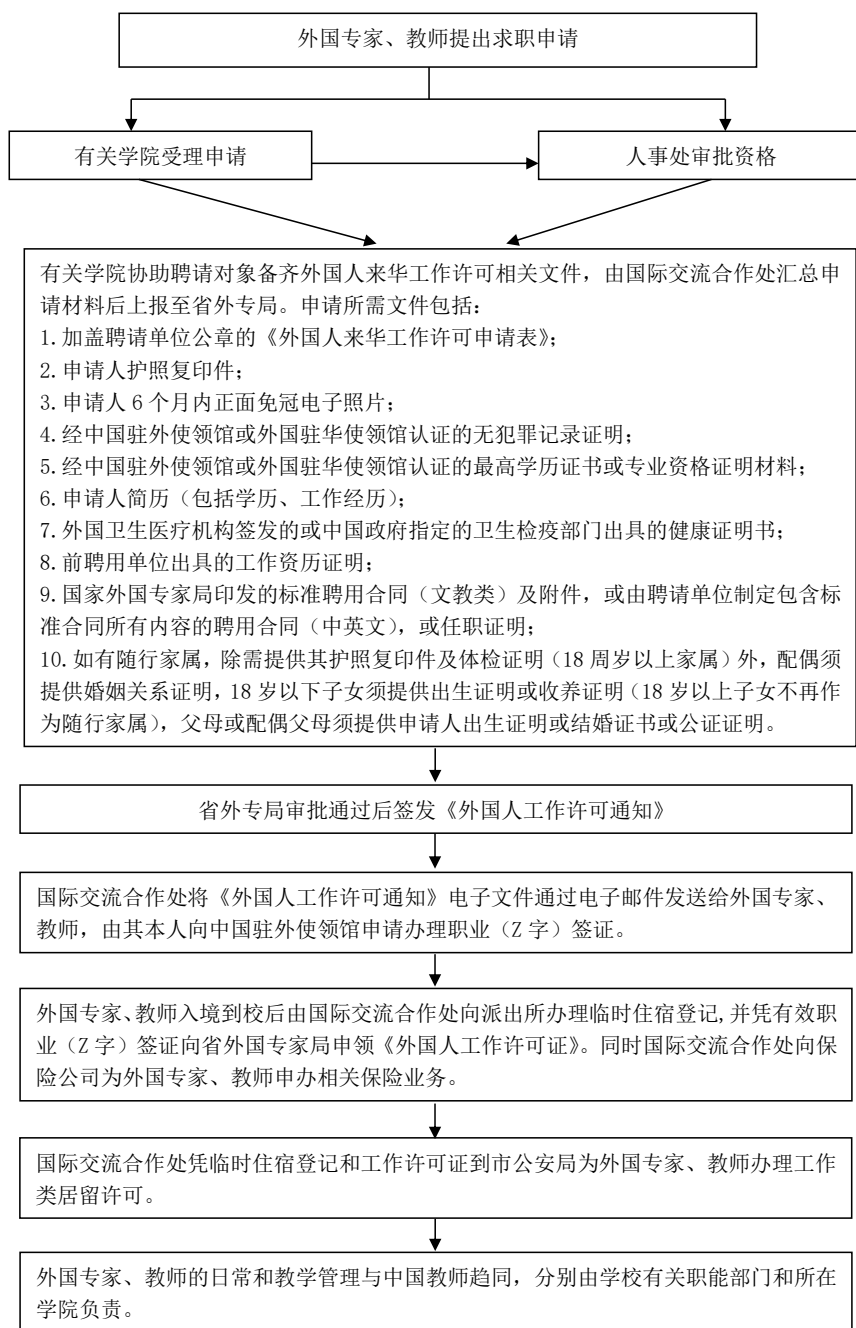 外国专家、教师提出求职申请
有关学院受理申请
人事处审批资格
有关学院协助聘请对象备齐外国人来华工作许可相关文件，由国际交流合作处汇总申
请材料后上报至省外专局。申请所需文件包括：
1.加盖聘请单位公章的《外国人来华工作许可申请表》；
2.申请人护照复印件；
3.申请人 6 个月内正面免冠电子照片；
4.经中国驻外使领馆或外国驻华使领馆认证的无犯罪记录证明；
5.经中国驻外使领馆或外国驻华使领馆认证的最高学历证书或专业资格证明材料；
6.申请人简历（包括学历、工作经历）；
7.外国卫生医疗机构签发的或中国政府指定的卫生检疫部门出具的健康证明书；
8.前聘用单位出具的工作资历证明；
9.国家外国专家局印发的标准聘用合同（文教类）及附件，或由聘请单位制定包含标
准合同所有内容的聘用合同（中英文），或任职证明；
10.如有随行家属，除需提供其护照复印件及体检证明（18 周岁以上家属）外，配偶须
提供婚姻关系证明，18 岁以下子女须提供出生证明或收养证明（18 岁以上子女不再作
为随行家属），父母或配偶父母须提供申请人出生证明或结婚证书或公证证明。
省外专局审批通过后签发《外国人工作许可通知》
国际交流合作处将《外国人工作许可通知》电子文件通过电子邮件发送给外国专家、
教师，由其本人向中国驻外使领馆申请办理职业（Z 字）签证。
外国专家、教师入境到校后由国际交流合作处向派出所办理临时住宿登记,并凭有效职
业（Z 字）签证向省外国专家局申领《外国人工作许可证》。同时国际交流合作处向保
险公司为外国专家、教师申办相关保险业务。
国际交流合作处凭临时住宿登记和工作许可证到市公安局为外国专家、教师办理工作
类居留许可。
外国专家、教师的日常和教学管理与中国教师趋同，分别由学校有关职能部门和所在
学院负责。